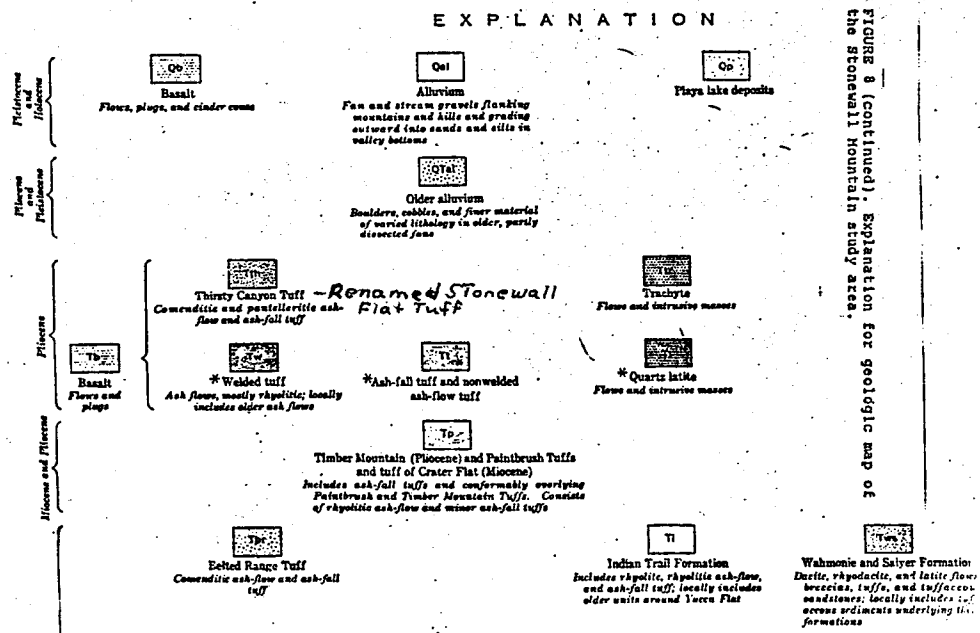 EXPLANATION
FIGURE 8 (continued). Explanation for geologic map of
the Stonewall Mountain study area.
Pleistocene
and
Holocene
Qb
Basalt
Flows, plugs, and cinder cones
Qal
Alluvium
Fan and stream gravels flanking
mountains and hills and grading
outward into sands and silts in
valley bottoms
Qp
Playa lake deposits
Pliocene
and
Pleistocene
QTal
Older alluvium
Boulders, cobbles, and finer material
of varied lithology in older, partly
dissected fans
Pliocene
Tb
Basalt
Flows and
plugs
Thirsty Canyon Tuff - Renamed Stonewall
Flat Tuff
Comenditic and pantelleritic ash-
flow and ash-fall tuff
Trachyte
Flows and intrusive masses
Tw
*Welded tuff
Ash flows, mostly rhyolitic; locally
includes older ash flows
Tt
*Ash-fall tuff and nonwelded
ash-flow tuff
*Quartz latite
Flows and intrusive masses
Miocene and Pliocene
Tp
Timber Mountain (Pliocene) and Paintbrush Tuffs
and tuff of Crater Flat (Miocene)
Includes ash-fall tuffs and conformably overlying
Paintbrush and Timber Mountain Tuffs. Consists
of rhyolitic ash-flow and minor ash-fall tuffs
Tbr
Belted Range Tuff
Comenditic ash-flow and ash-fall
tuff
Ti
Indian Trail Formation
Includes rhyolite, rhyolitic ash-flow,
and ash-fall tuff; locally includes
older units around Yucca Flat
Tws
Wahmonie and Salyer Formation
Dacite, rhyodacite, and latite flows
breccias, tuffs, and tuffaceou
sandstones; locally includes tuf
aceous sediments underlying the
formations